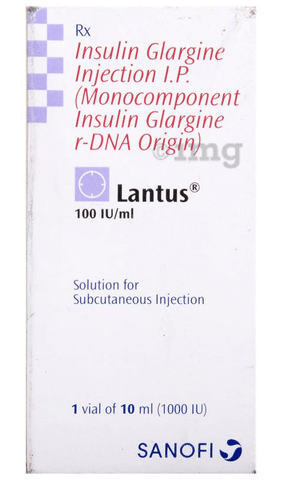 Rx
Insulin Glargine
Injection I.P.
(Monocomponent
Insulin Glargine
r-DNA Origin)
1mg
Lantus®
100 IU/ml
Solution for
Subcutaneous Injection
1 vial of 10 ml (1000 IU)
SANOFI